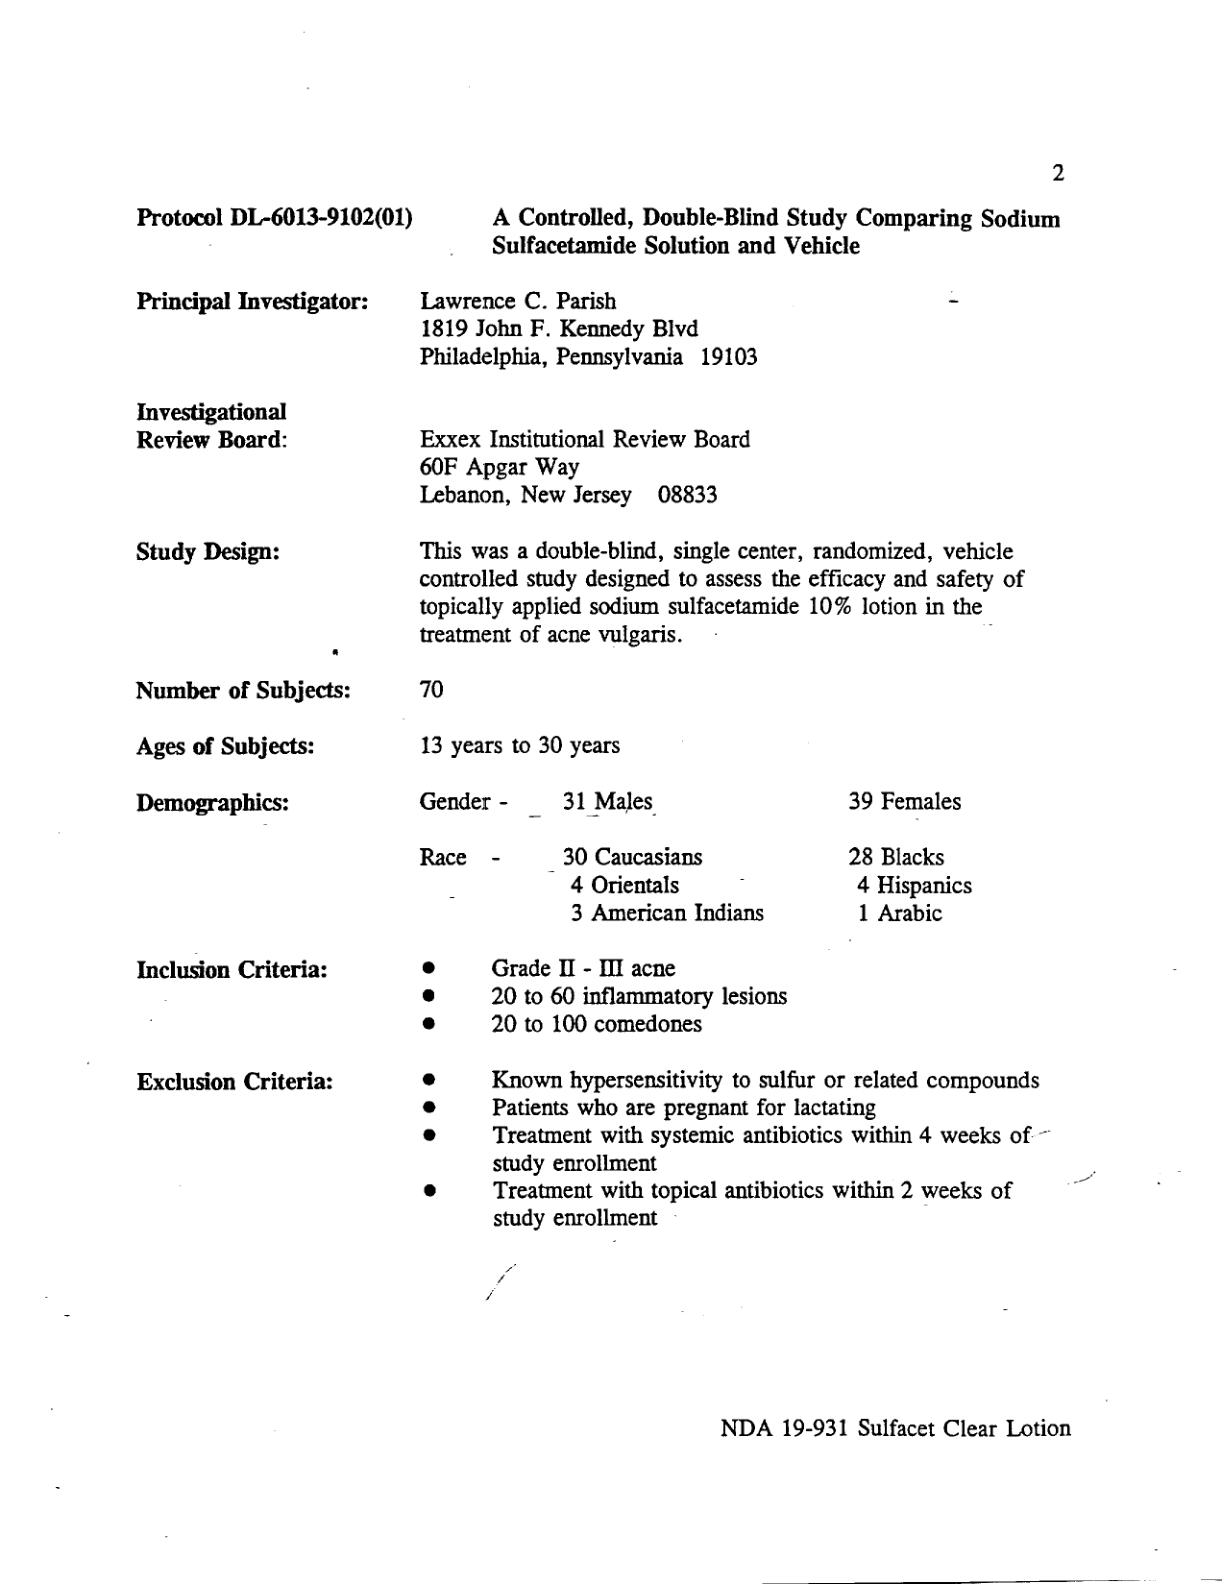 2
Protocol DL-6013-9102(01) A Controlled, Double-Blind Study Comparing Sodium
Sulfacetamide Solution and Vehicle
Principal Investigator: Lawrence C. Parish
1819 John F. Kennedy Blvd
Philadelphia, Pennsylvania 19103
Investigational
Review Board: Exxex Institutional Review Board
60F Apgar Way
Lebanon, New Jersey 08833
Study Design: This was a double-blind, single center, randomized, vehicle
controlled study designed to assess the efficacy and safety of
topically applied sodium sulfacetamide 10% lotion in the
treatment of acne vulgaris.
Number of Subjects: 70
Ages of Subjects: 13 years to 30 years
Demographics: Gender - 31 Males 39 Females
Race - 30 Caucasians 28 Blacks
4 Orientals 4 Hispanics
3 American Indians 1 Arabic
Inclusion Criteria: ● Grade II - III acne
● 20 to 60 inflammatory lesions
● 20 to 100 comedones
Exclusion Criteria: ● Known hypersensitivity to sulfur or related compounds
● Patients who are pregnant for lactating
● Treatment with systemic antibiotics within 4 weeks of
study enrollment
● Treatment with topical antibiotics within 2 weeks of
study enrollment
NDA 19-931 Sulfacet Clear Lotion